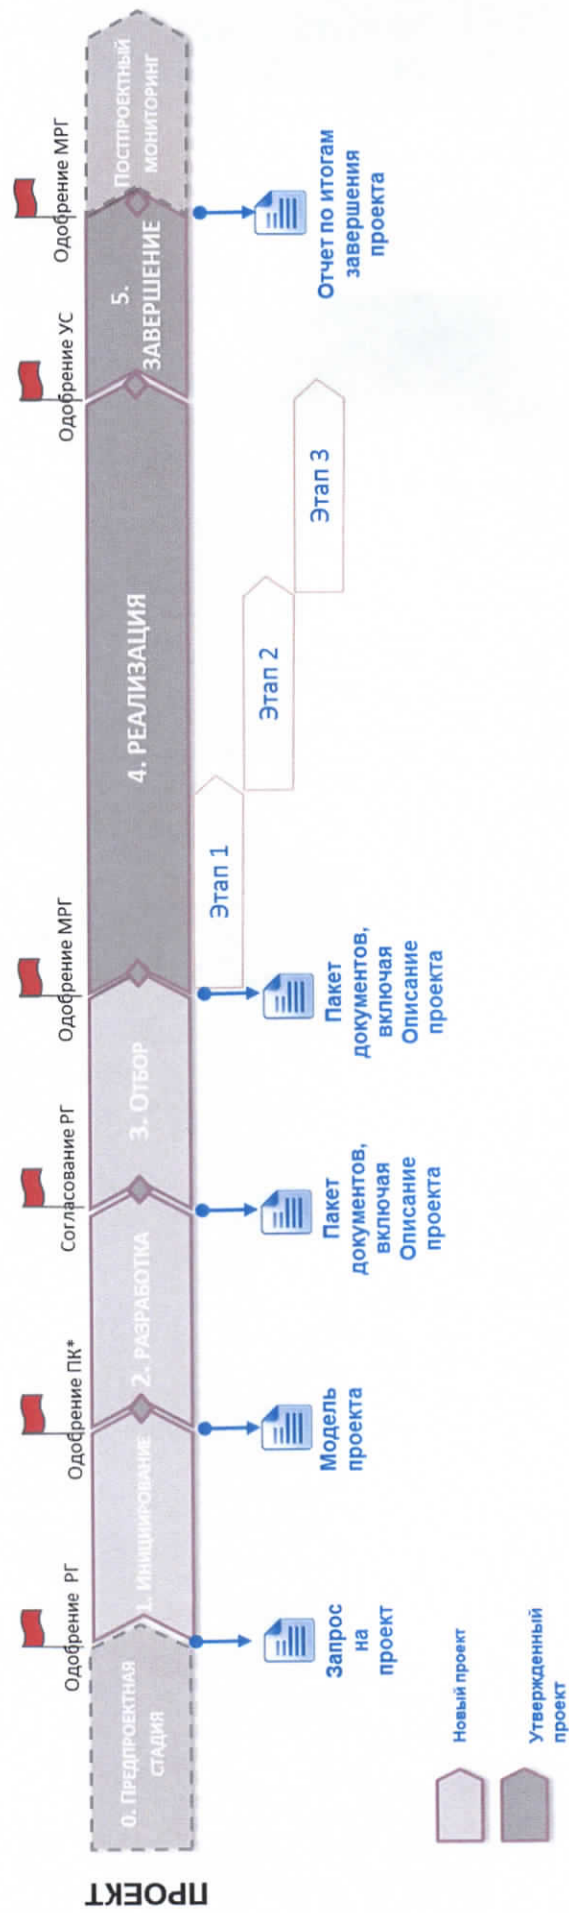 ПРОЕКТ
Одобрение РГ
Одобрение ПК*
Согласование РГ
Одобрение МРГ
Одобрение УС
Одобрение МРГ
0. ПРЕДПРОЕКТНАЯ
СТАДИЯ
1. ИНИЦИИРОВАНИЕ
2. РАЗРАБОТКА
3. ОТБОР
4. РЕАЛИЗАЦИЯ
5.
ЗАВЕРШЕНИЕ
ПОСТПРОЕКТНЫЙ
МОНИТОРИНГ
Этап 1
Этап 2
Этап 3
Запрос
на
проект
Модель
проекта
Пакет
документов,
включая
Описание
проекта
Пакет
документов,
включая
Описание
проекта
Отчет по итогам
завершения
проекта
Новый проект
Утвержденный
проект